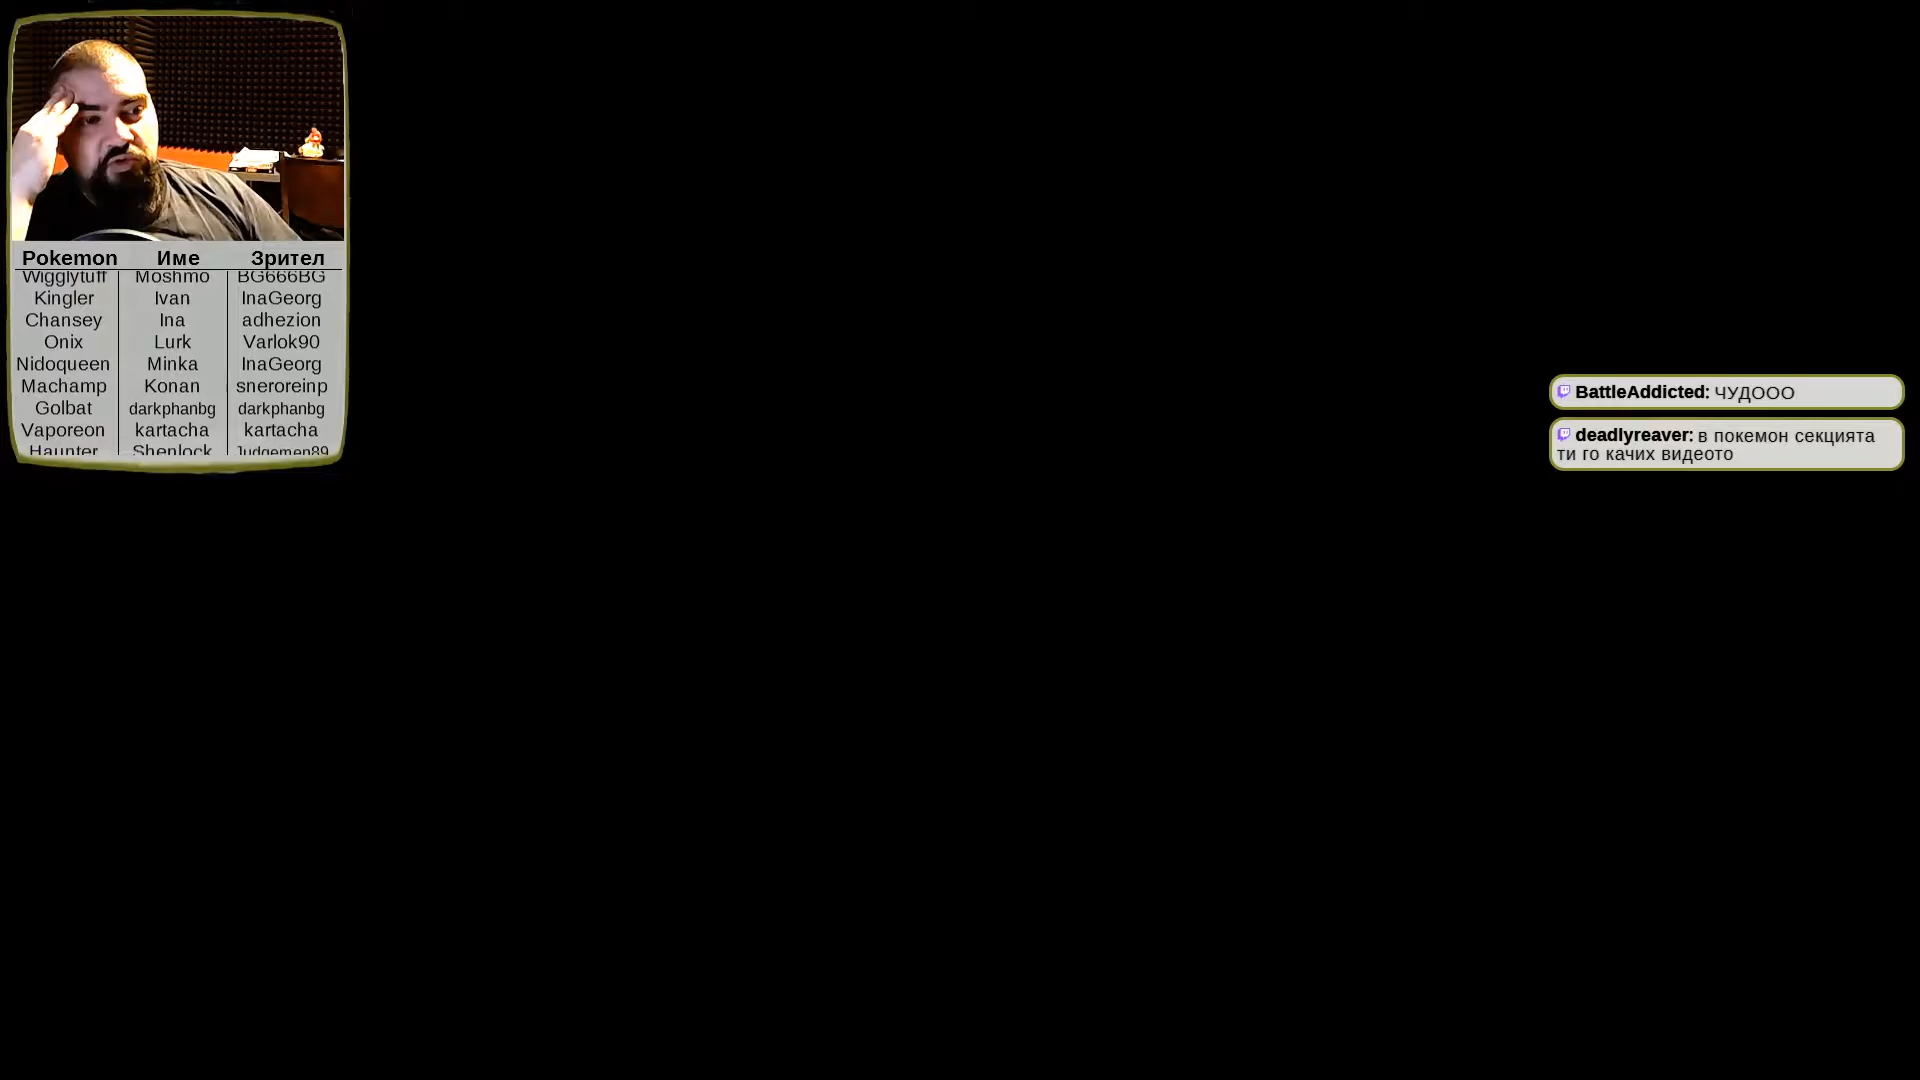 Pokemon Име Зрител
Wigglytuff Moshmo BG666BG
Kingler Ivan InaGeorg
Chansey Ina adhezion
Onix Lurk Varlok90
Nidoqueen Minka InaGeorg
Machamp Konan sneroreinp
Golbat darkphanbg darkphanbg
Vaporeon kartacha kartacha
Haunter Shenlock Judgemen89
BattleAddicted: ЧУДООО
deadlyreaver: в покемон секцията
ти го качих видеото